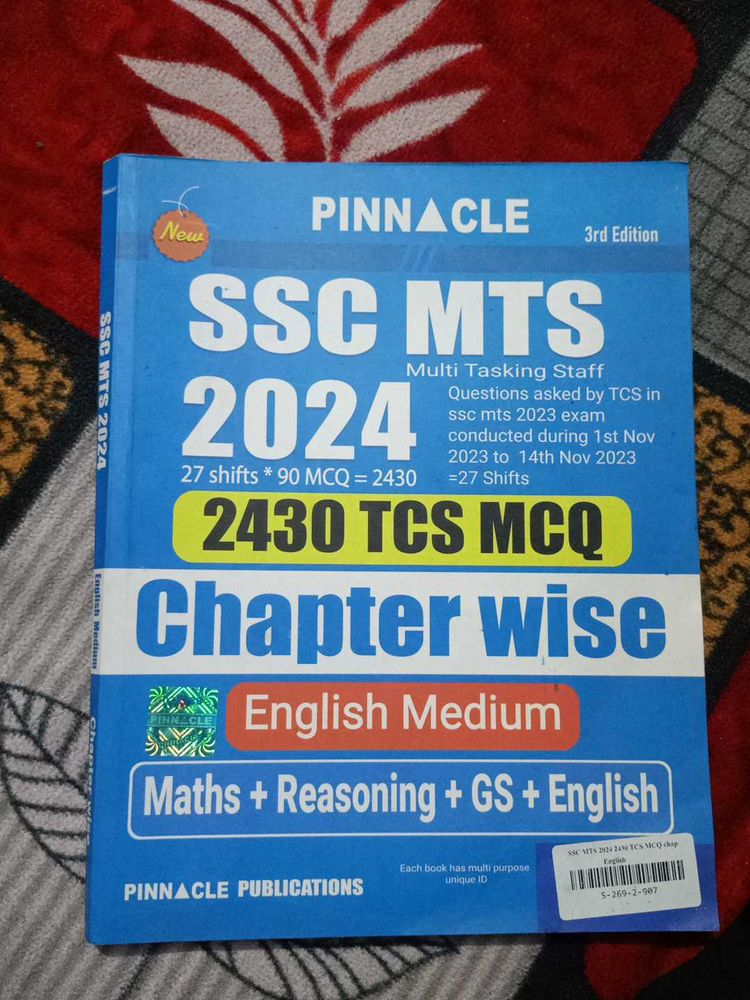 PINNACLE
New
3rd Edition
SSC MTS
Multi Tasking Staff
2024
Questions asked by TCS in
ssc mts 2023 exam
conducted during 1st Nov
2023 to 14th Nov 2023
=27 Shifts
27 shifts * 90 MCQ = 2430
2430 TCS MCQ
Chapter wise
PINNACLE
English Medium
Maths + Reasoning + GS + English
Each book has multi purpose
unique ID
PINNACLE PUBLICATIONS
SSC MTS 2024 2430 TCS MCQ chap
English
S-269-2-907
SSC MTS 2024
English Medium